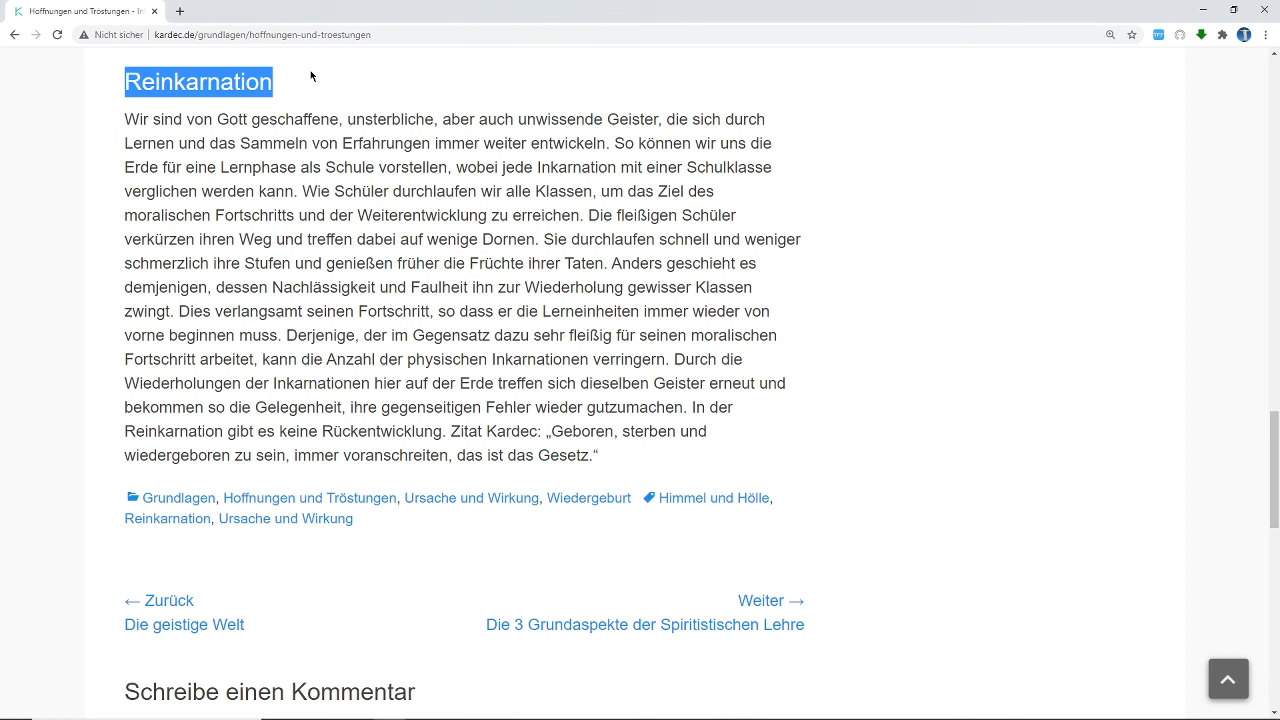 Hoffnungen und Tröstungen - In
Nicht sicher | kardec.de/grundlagen/hoffnungen-und-troestungen
Reinkarnation
Wir sind von Gott geschaffene, unsterbliche, aber auch unwissende Geister, die sich durch
Lernen und das Sammeln von Erfahrungen immer weiter entwickeln. So können wir uns die
Erde für eine Lernphase als Schule vorstellen, wobei jede Inkarnation mit einer Schulklasse
verglichen werden kann. Wie Schüler durchlaufen wir alle Klassen, um das Ziel des
moralischen Fortschritts und der Weiterentwicklung zu erreichen. Die fleißigen Schüler
verkürzen ihren Weg und treffen dabei auf wenige Dornen. Sie durchlaufen schnell und weniger
schmerzlich ihre Stufen und genießen früher die Früchte ihrer Taten. Anders geschieht es
demjenigen, dessen Nachlässigkeit und Faulheit ihn zur Wiederholung gewisser Klassen
zwingt. Dies verlangsamt seinen Fortschritt, so dass er die Lerneinheiten immer wieder von
vorne beginnen muss. Derjenige, der im Gegensatz dazu sehr fleißig für seinen moralischen
Fortschritt arbeitet, kann die Anzahl der physischen Inkarnationen verringern. Durch die
Wiederholungen der Inkarnationen hier auf der Erde treffen sich dieselben Geister erneut und
bekommen so die Gelegenheit, ihre gegenseitigen Fehler wieder gutzumachen. In der
Reinkarnation gibt es keine Rückentwicklung. Zitat Kardec: „Geboren, sterben und
wiedergeboren zu sein, immer voranschreiten, das ist das Gesetz.“
Grundlagen, Hoffnungen und Tröstungen, Ursache und Wirkung, Wiedergeburt Himmel und Hölle,
Reinkarnation, Ursache und Wirkung
← Zurück Weiter →
Die geistige Welt Die 3 Grundaspekte der Spiritistischen Lehre
Schreibe einen Kommentar